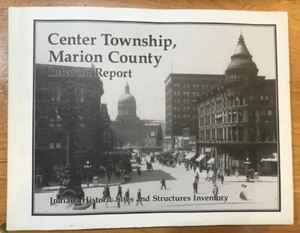 Center Township,
Marion County
Interim Report
Indiana Historic Sites and Structures Inventory